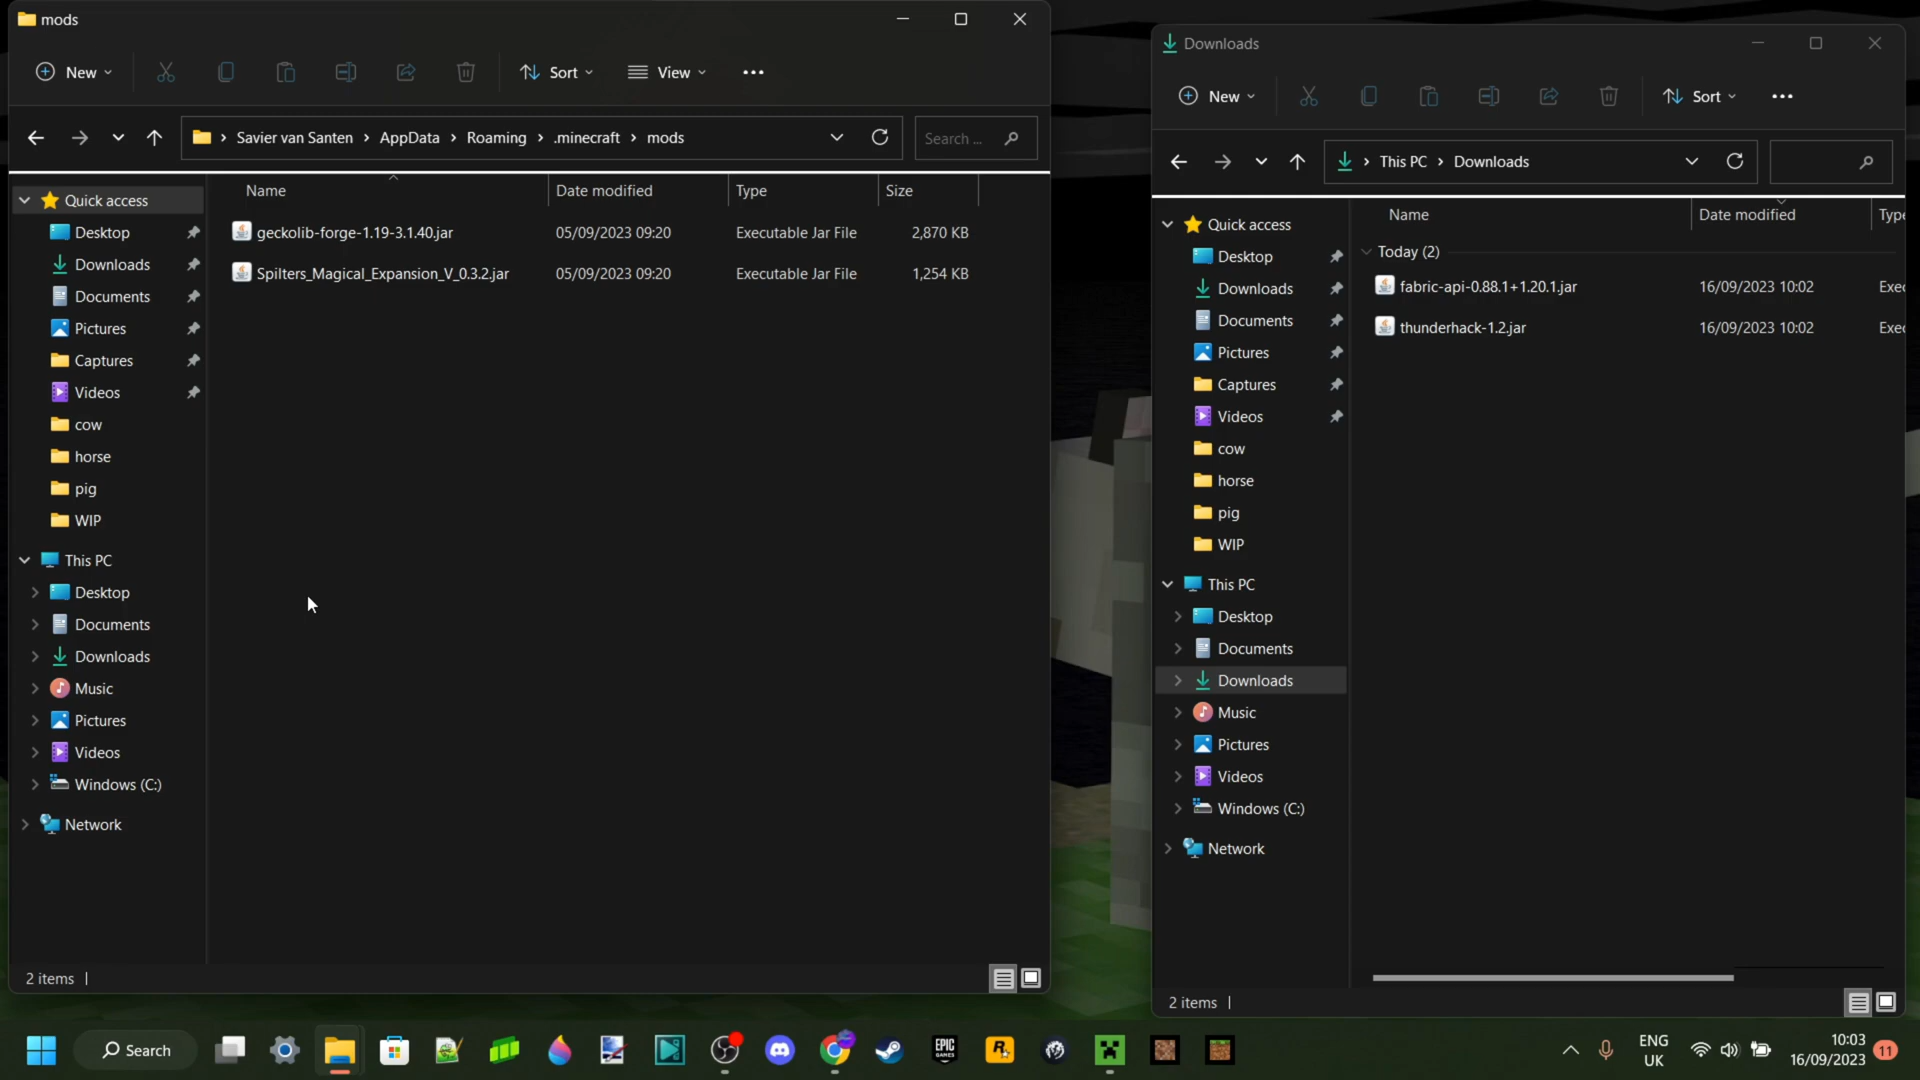 mods
New
Sort
View
Savier van Santen
AppData
Roaming
.minecraft
mods
Search ...
Name
Date modified
Type
Size
Quick access
Desktop
Downloads
Documents
Pictures
Captures
Videos
cow
horse
pig
WIP
This PC
Desktop
Documents
Downloads
Music
Pictures
Videos
Windows (C:)
Network
geckolib-forge-1.19-3.1.40.jar 05/09/2023 09:20 Executable Jar File 2,870 KB
Spilters_Magical_Expansion_V_0.3.2.jar 05/09/2023 09:20 Executable Jar File 1,254 KB
2 items
Downloads
New
Sort
This PC
Downloads
Name
Date modified
Type
Quick access
Desktop
Downloads
Documents
Pictures
Captures
Videos
cow
horse
pig
WIP
This PC
Desktop
Documents
Downloads
Music
Pictures
Videos
Windows (C:)
Network
Today (2)
fabric-api-0.88.1+1.20.1.jar 16/09/2023 10:02 Exec
thunderhack-1.2.jar 16/09/2023 10:02 Exec
2 items
Search
EPIC
GAMES
R
ENG
UK
10:03
16/09/2023
11